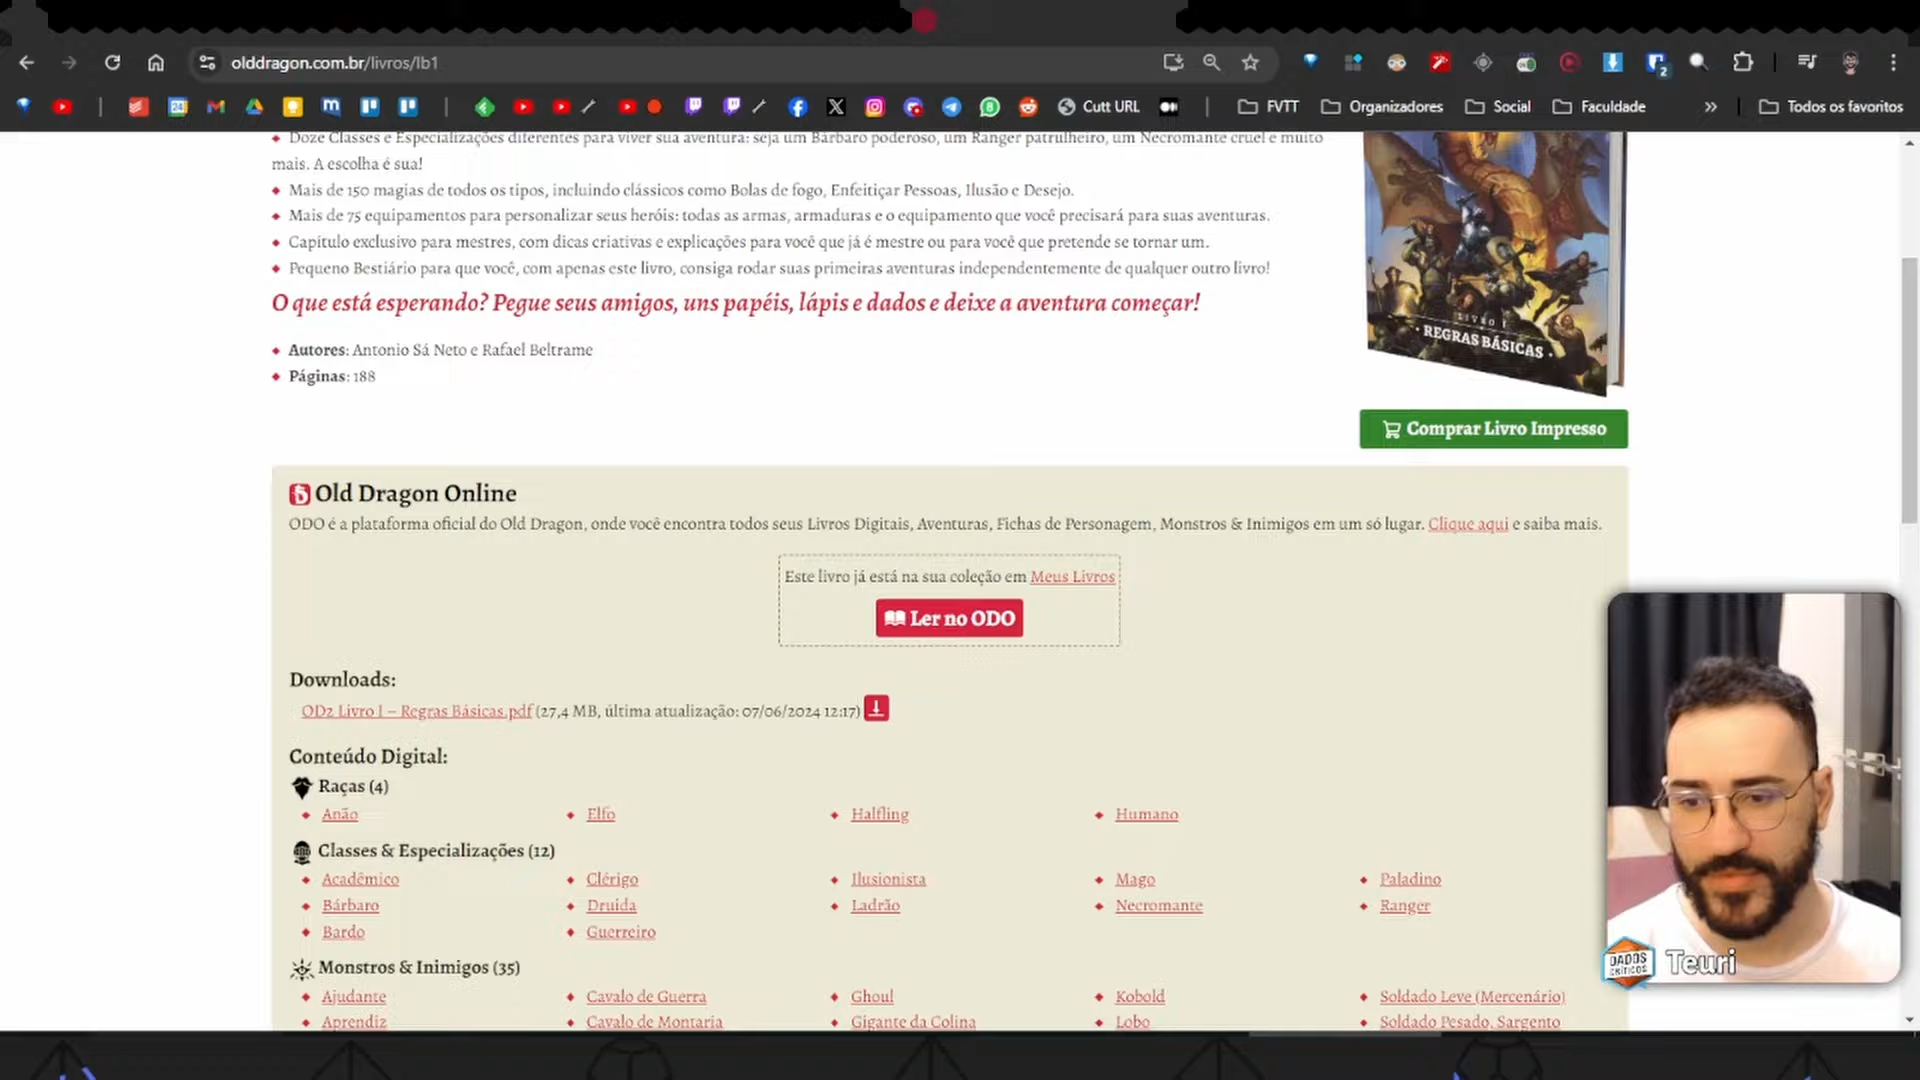 olddragon.com.br/livros/lb1
Cutt URL
FVTT
Organizadores
Social
Faculdade
»
Todos os favoritos
Doze Classes e Especializações diferentes para viver sua aventura: seja um Bárbaro poderoso, um Ranger patrulheiro, um Necromante cruel e muito
mais. A escolha é sua!
Mais de 150 magias de todos os tipos, incluindo clássicos como Bolas de fogo, Enfeitiçar Pessoas, Ilusão e Desejo.
Mais de 75 equipamentos para personalizar seus heróis: todas as armas, armaduras e o equipamento que você precisará para suas aventuras.
Capítulo exclusivo para mestres, com dicas criativas e explicações para você que já é mestre ou para você que pretende se tornar um.
Pequeno Bestiário para que você, com apenas este livro, consiga rodar suas primeiras aventuras independentemente de qualquer outro livro!
O que está esperando? Pegue seus amigos, uns papéis, lápis e dados e deixe a aventura começar!
Autores: Antonio Sá Neto e Rafael Beltrame
Páginas: 188
LIVRO I
REGRAS BÁSICAS
Comprar Livro Impresso
Old Dragon Online
ODO é a plataforma oficial do Old Dragon, onde você encontra todos seus Livros Digitais, Aventuras, Fichas de Personagem, Monstros & Inimigos em um só lugar. Clique aqui e saiba mais.
Este livro já está na sua coleção em Meus Livros
Ler no ODO
Downloads:
OD2 Livro I – Regras Básicas.pdf (27,4 MB, última atualização: 07/06/2024 12:17)
Conteúdo Digital:
Raças (4)
Anão Elfo Halfling Humano
Classes & Especializações (12)
Acadêmico Clérigo Ilusionista Mago Paladino
Bárbaro Druída Ladrão Necromante Ranger
Bardo Guerreiro
Monstros & Inimigos (35)
Ajudante Cavalo de Guerra Ghoul Kobold Soldado Leve (Mercenário)
Aprendiz Cavalo de Montaria Gigante da Colina Lobo Soldado Pesado, Sargento
DADOS
CRÍTICOS
Teuri